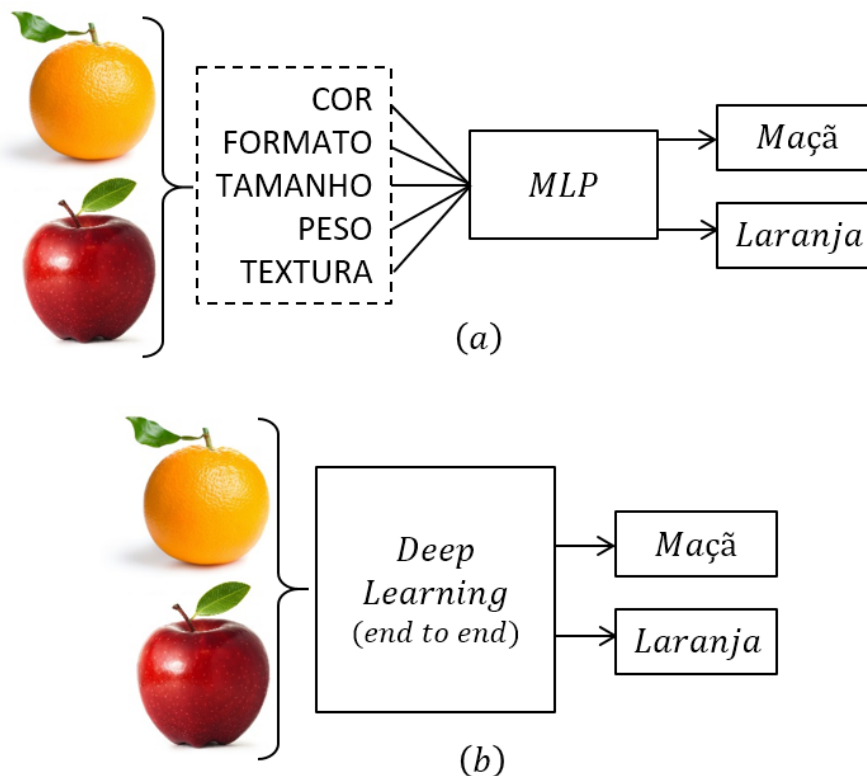 COR
FORMATO
TAMANHO
PESO
TEXTURA
MLP
Maçã
Laranja
(a)
Deep
Learning
(end to end)
Maçã
Laranja
(b)